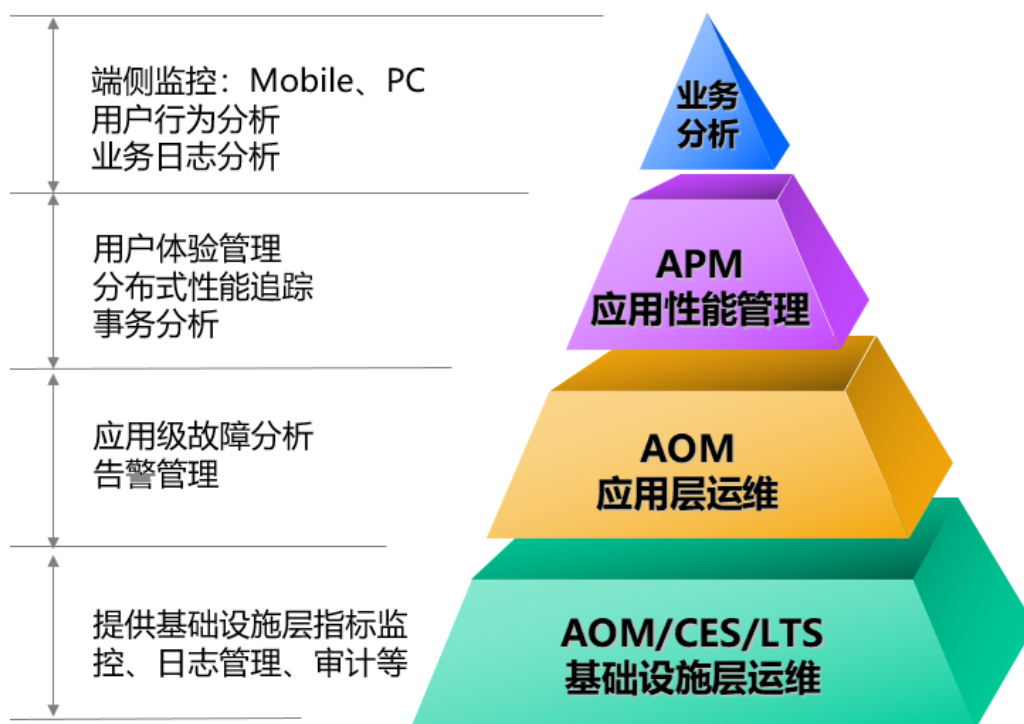 端侧监控：Mobile、PC
用户行为分析
业务日志分析
业务
分析
用户体验管理
分布式性能追踪
事务分析
APM
应用性能管理
应用级故障分析
告警管理
AOM
应用层运维
提供基础设施层指标监
控、日志管理、审计等
AOM/CES/LTS
基础设施层运维